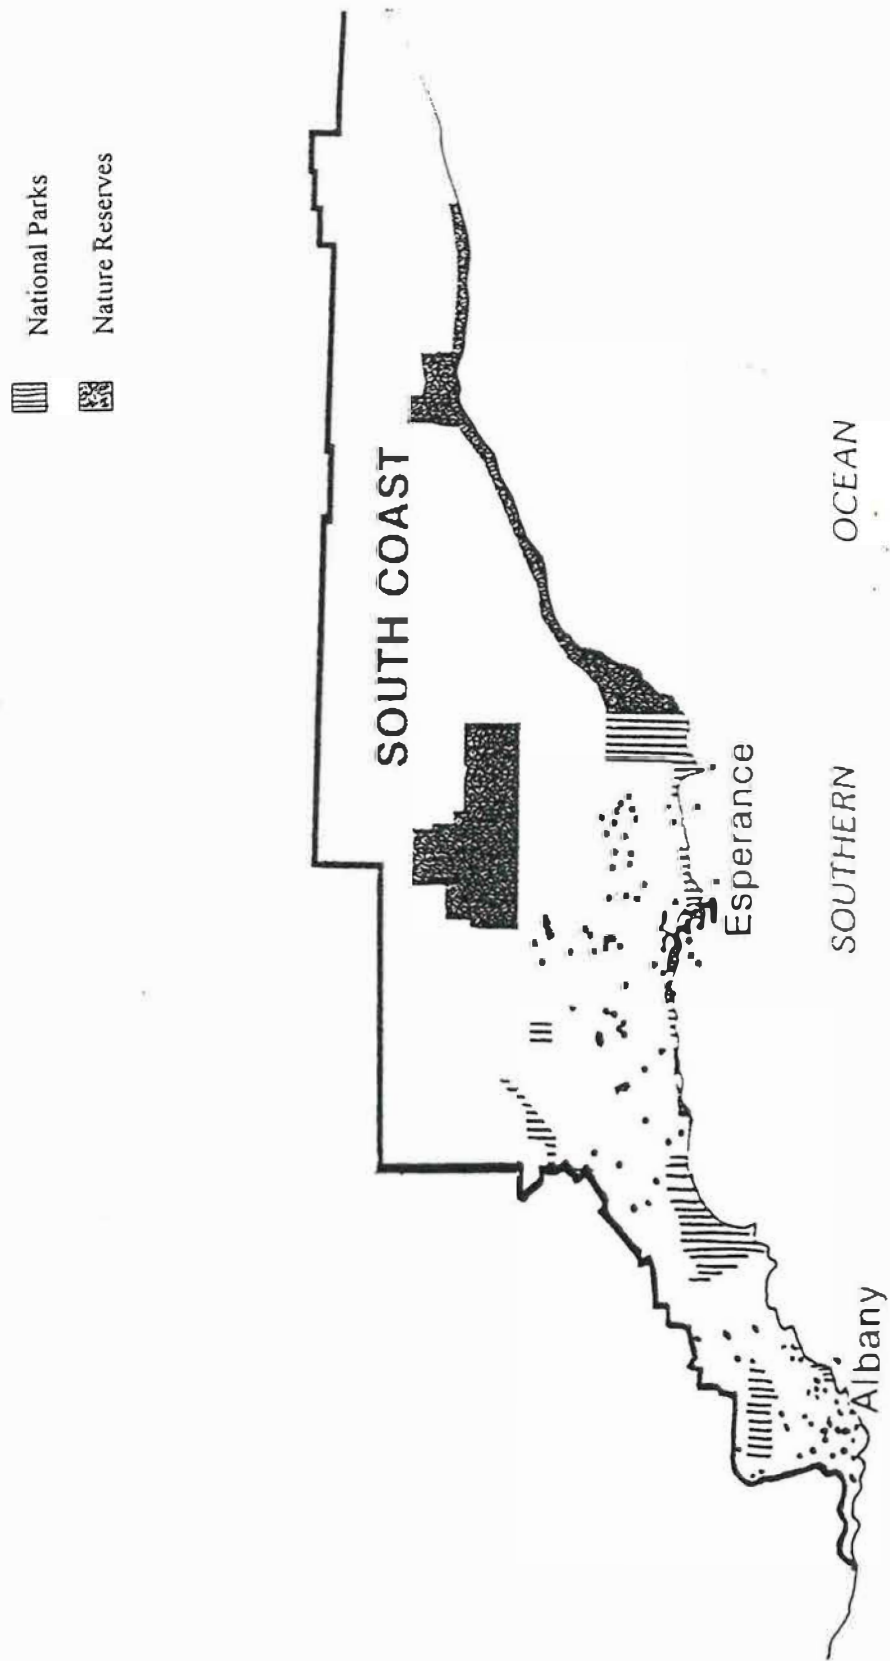 National Parks
Nature Reserves
SOUTH COAST
Esperance
Albany
SOUTHERN OCEAN